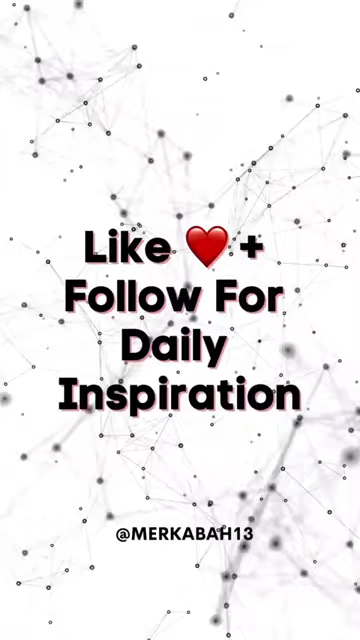 Like ❤️ +
Follow For
Daily
Inspiration
@MERKABAH13